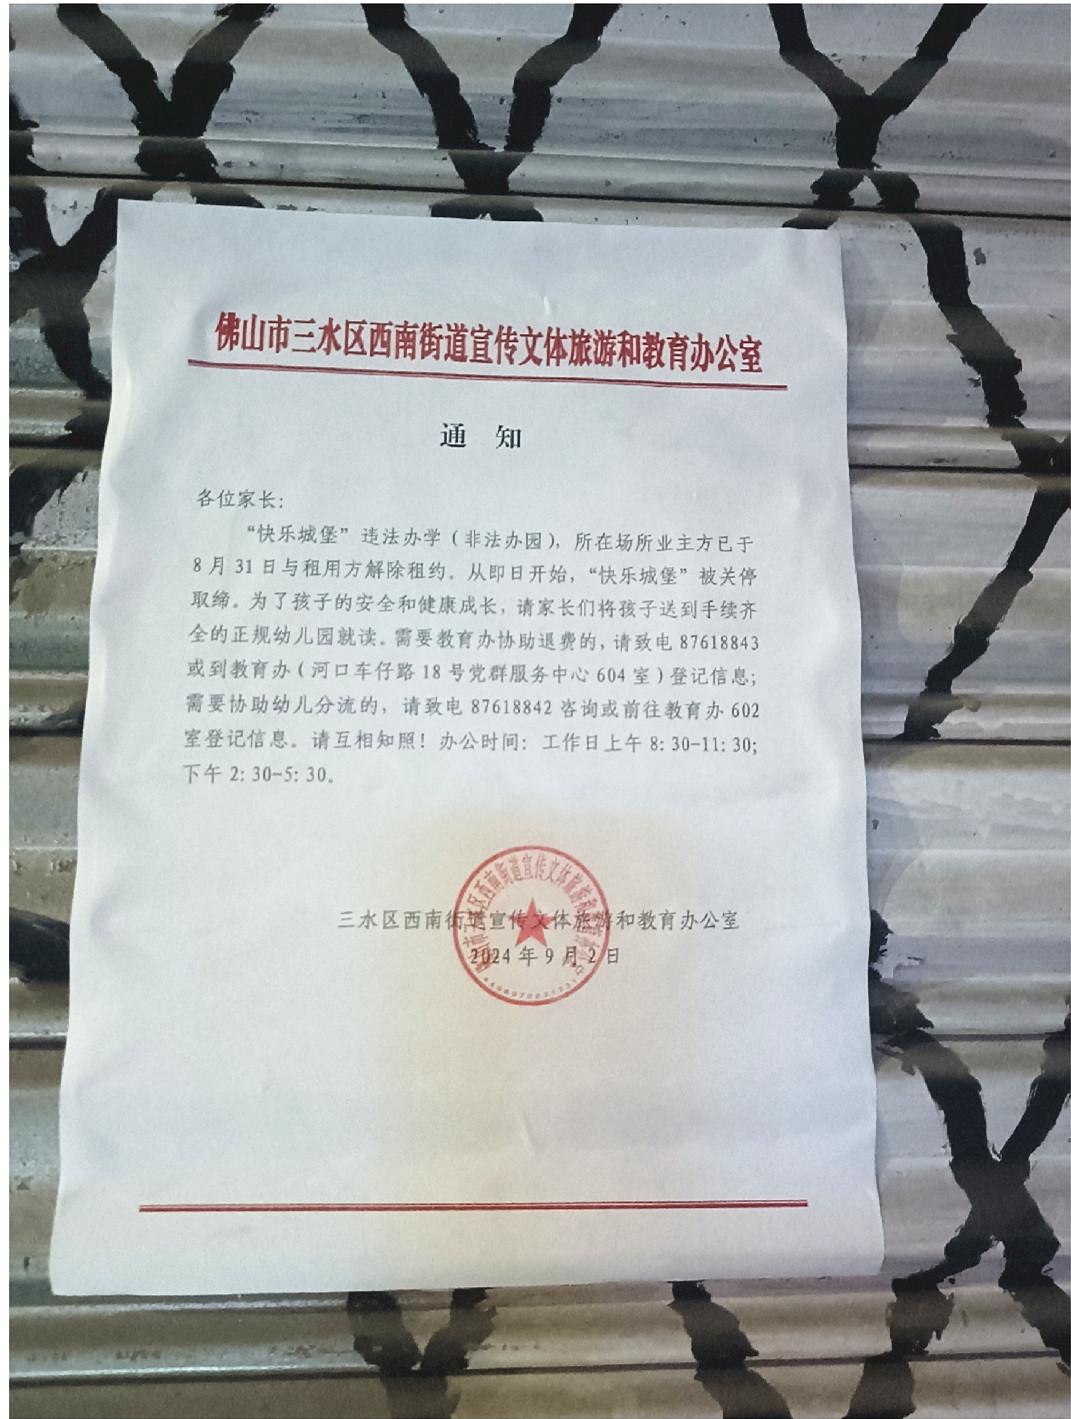 佛山市三水区西南街道宣传文体旅游和教育办公室
通 知
各位家长：
“快乐城堡”违法办学（非法办园），所在场所业主方已于
8 月 31 日与租用方解除租约。从即日开始，“快乐城堡”被关停
取缔。为了孩子的安全和健康成长，请家长们将孩子送到手续齐
全的正规幼儿园就读。需要教育办协助退费的，请致电 87618843
或到教育办（河口车仔路 18 号党群服务中心 604 室）登记信息；
需要协助幼儿分流的，请致电 87618842 咨询或前往教育办 602
室登记信息。请互相知照！办公时间：工作日上午 8：30-11：30；
下午 2：30-5：30。
三水区西南街道宣传文体旅游和教育办公室
2024 年 9 月 2 日